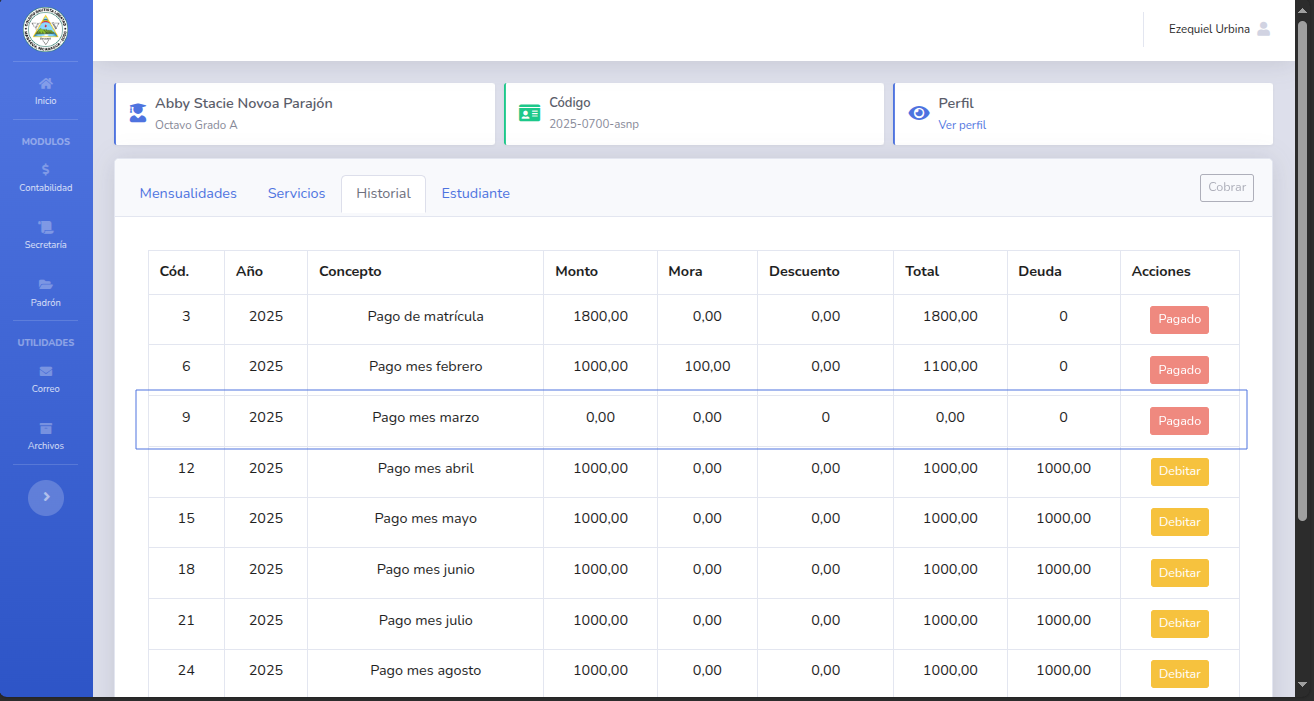 Ezequiel Urbina
Inicio
MODULOS
Contabilidad
Secretaría
Padrón
UTILIDADES
Correo
Archivos
Abby Stacie Novoa Parajón
Octavo Grado A
Código
2025-0700-asnp
Perfil
Ver perfil
Mensualidades Servicios Historial Estudiante Cobrar
Cód. Año Concepto Monto Mora Descuento Total Deuda Acciones
3 2025 Pago de matrícula 1800,00 0,00 0,00 1800,00 0 Pagado
6 2025 Pago mes febrero 1000,00 100,00 0,00 1100,00 0 Pagado
9 2025 Pago mes marzo 0,00 0,00 0 0,00 0 Pagado
12 2025 Pago mes abril 1000,00 0,00 0,00 1000,00 1000,00 Debitar
15 2025 Pago mes mayo 1000,00 0,00 0,00 1000,00 1000,00 Debitar
18 2025 Pago mes junio 1000,00 0,00 0,00 1000,00 1000,00 Debitar
21 2025 Pago mes julio 1000,00 0,00 0,00 1000,00 1000,00 Debitar
24 2025 Pago mes agosto 1000,00 0,00 0,00 1000,00 1000,00 Debitar